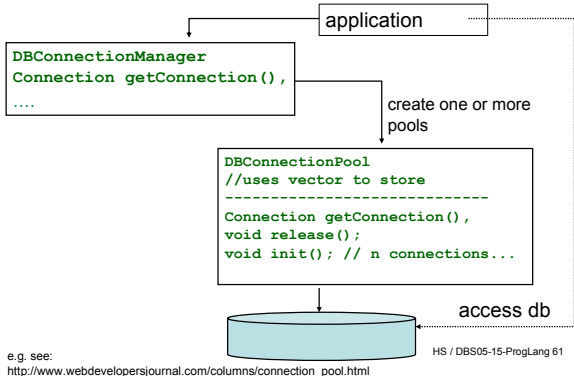 application
DBConnectionManager
Connection getConnection(),
....
create one or more
pools
DBConnectionPool
//uses vector to store
-----------------------------
Connection getConnection(),
void release();
void init(); // n connections...
access db
HS / DBS05-15-ProgLang 61
e.g. see:
http://www.webdevelopersjournal.com/columns/connection_pool.html